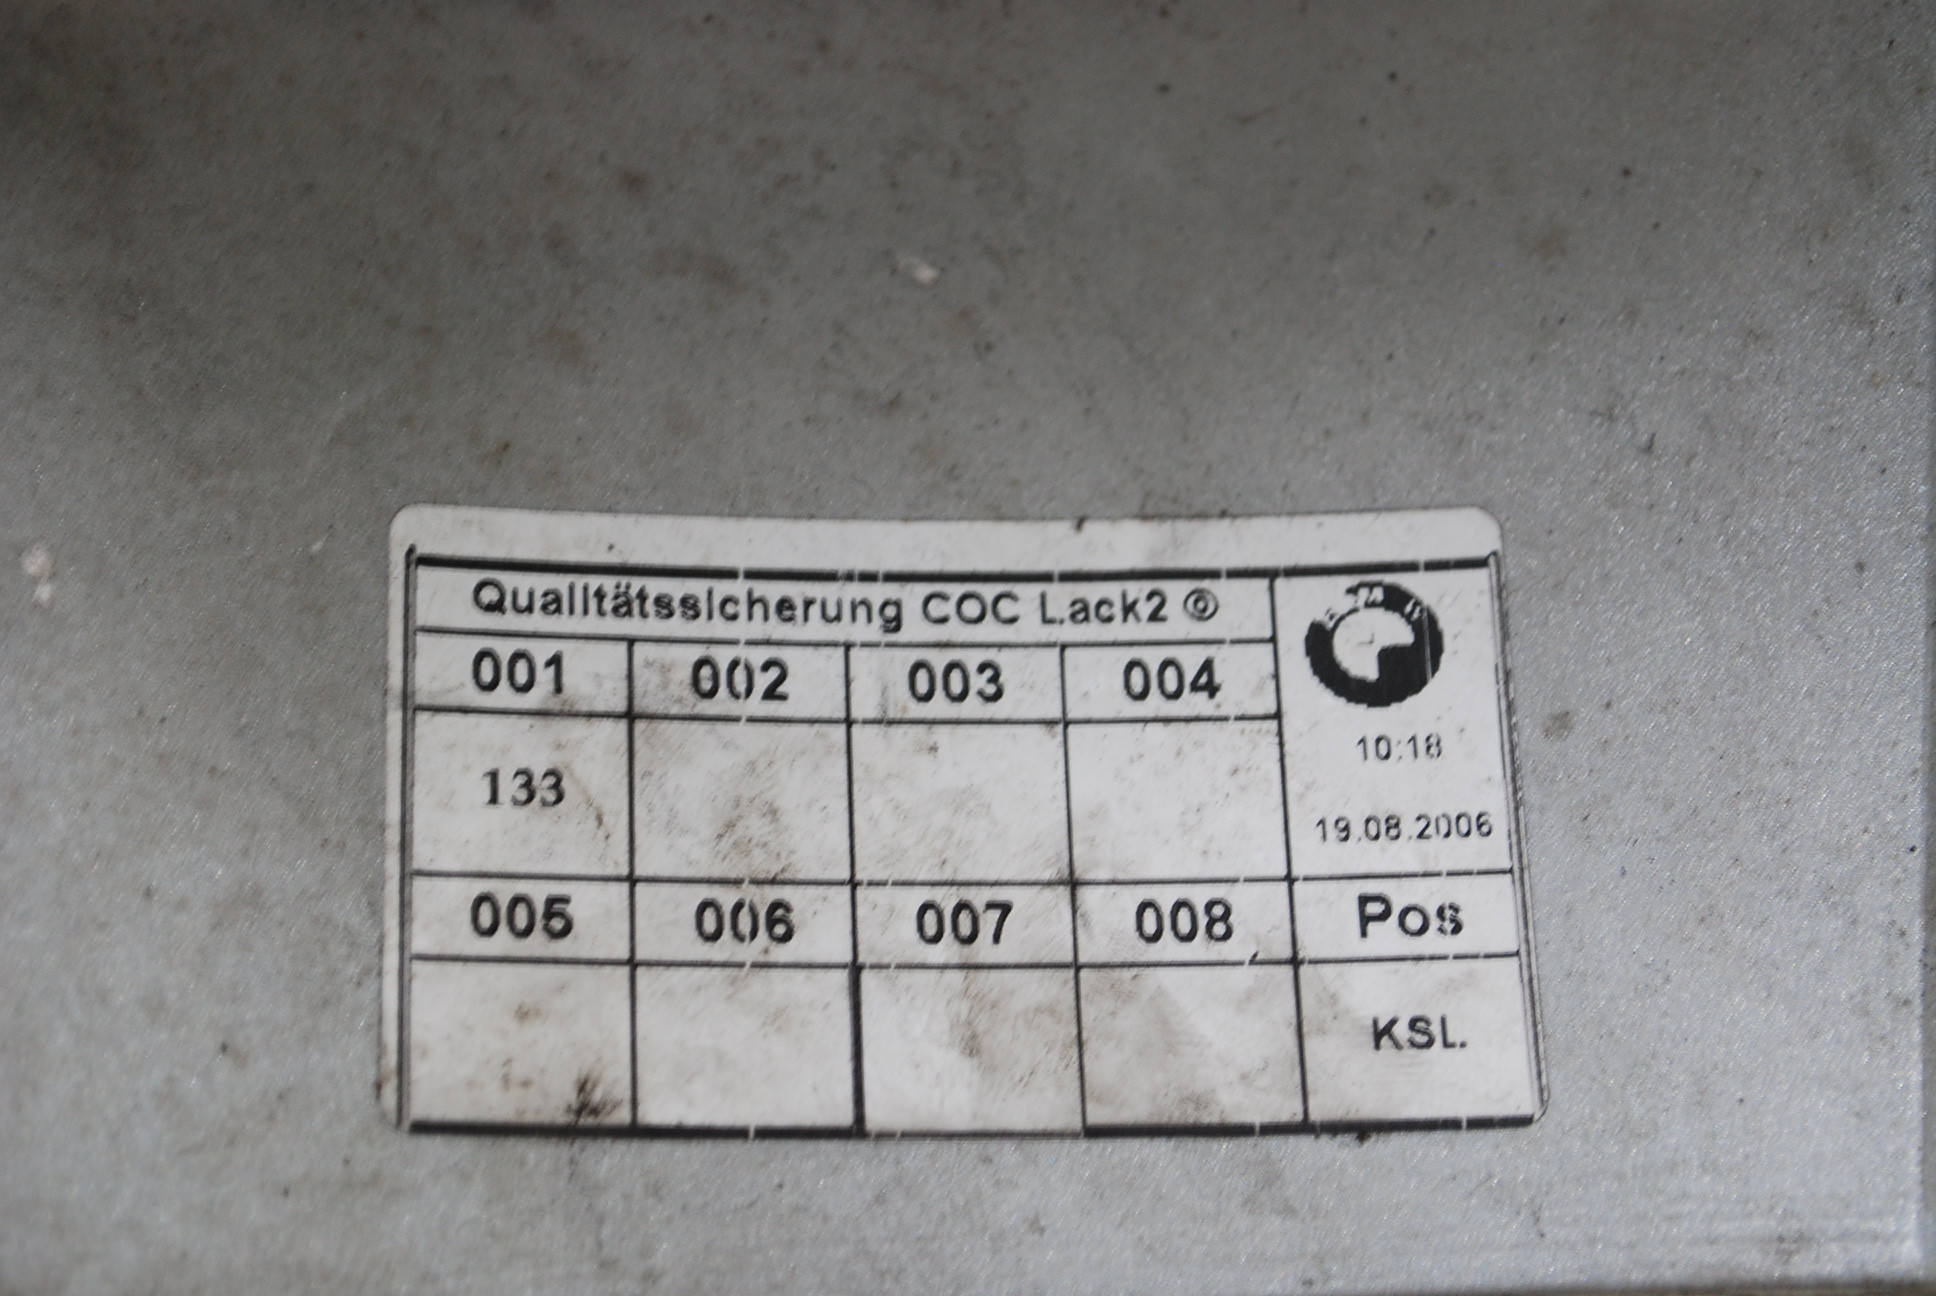 Qualitätssicherung COC Lack2 ©
BMW
001 002 003 004
10:18
133
19.08.2006
005 006 007 008 Pos
KSL